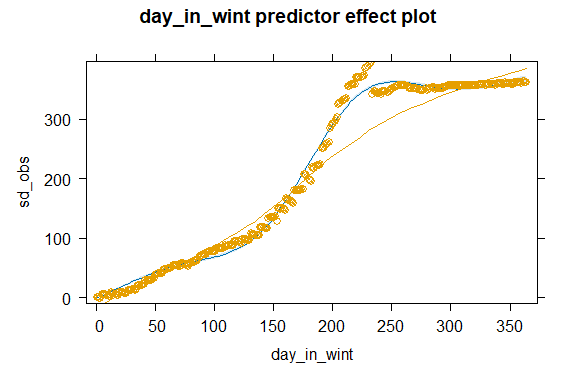 day_in_wint predictor effect plot
sd_obs
300
200
100
0
0 50 100 150 200 250 300 350
day_in_wint